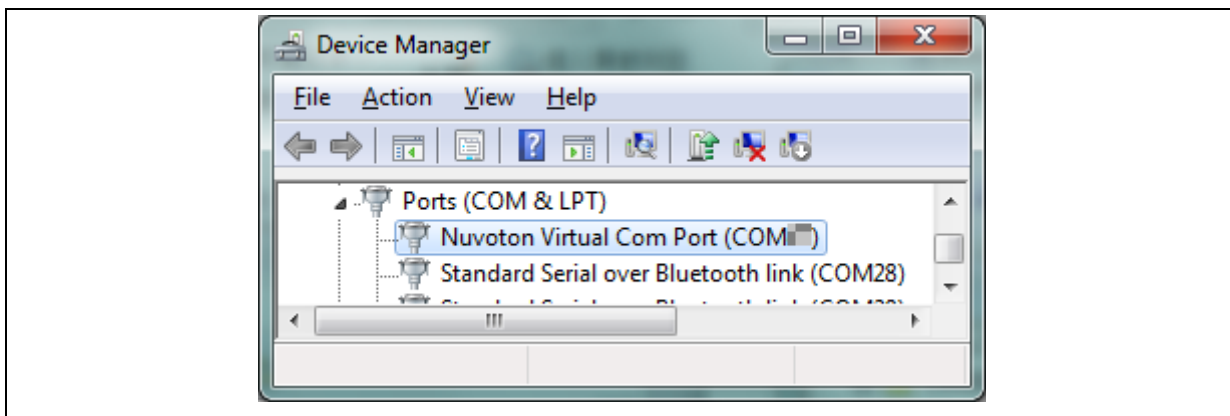 Device Manager
File Action View Help
Ports (COM & LPT)
Nuvoton Virtual Com Port (COM )
Standard Serial over Bluetooth link (COM28)